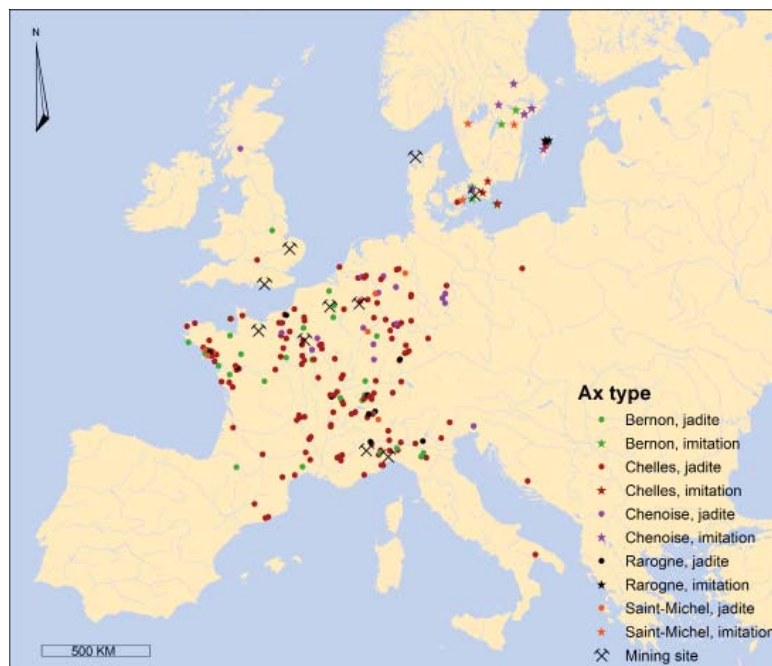 N
Ax type
Bernon, jadite
Bernon, imitation
Chelles, jadite
Chelles, imitation
Chenoise, jadite
Chenoise, imitation
Rarogne, jadite
Rarogne, imitation
Saint-Michel, jadite
Saint-Michel, imitation
Mining site
500 KM